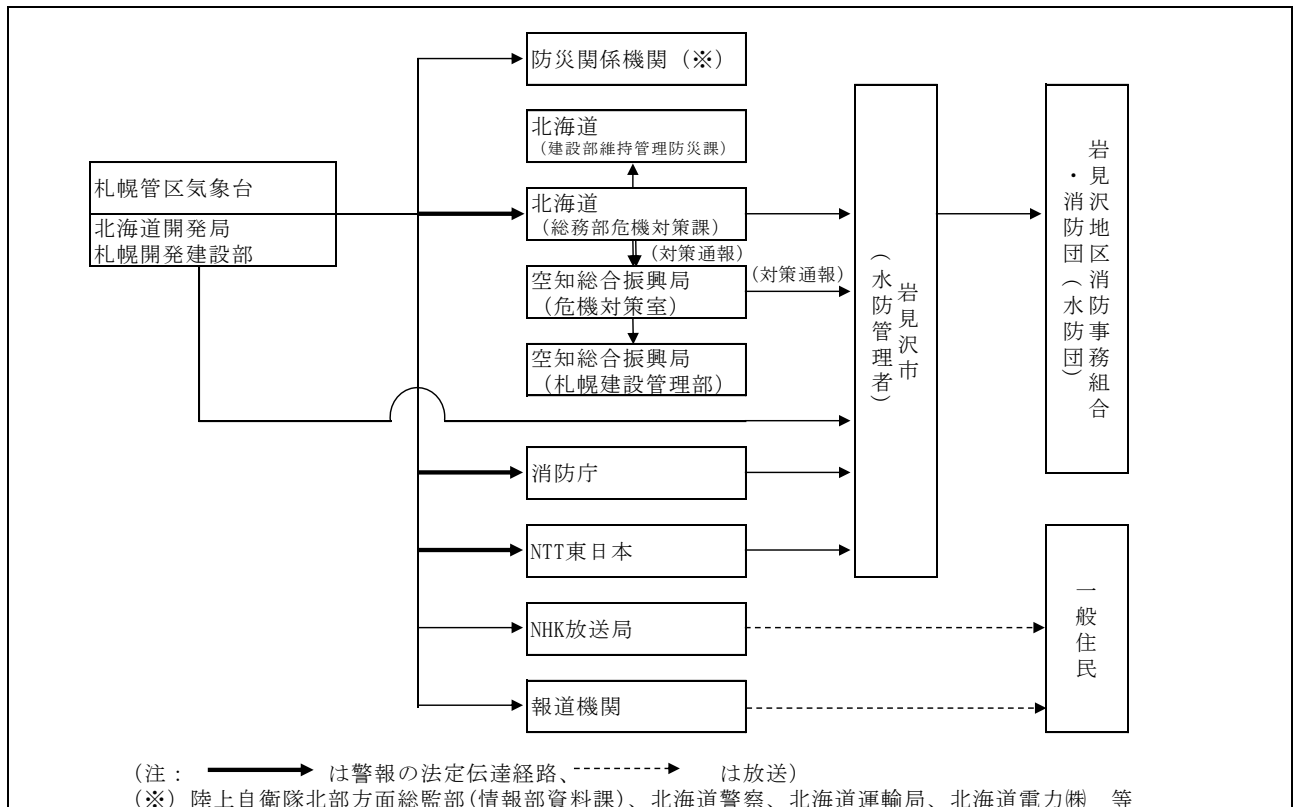 防災関係機関（※）
北海道
（建設部維持管理防災課）
札幌管区気象台
北海道開発局
札幌開発建設部
北海道
（総務部危機対策課）
（対策通報）
空知総合振興局
（危機対策室）
（対策通報）
空知総合振興局
（札幌建設管理部）
消防庁
NTT東日本
NHK放送局
報道機関
岩見沢市
（水防管理者）
岩見沢地区消防事務組合
・消防団（水防団）
一般住民
（注： は警報の法定伝達経路、 は放送）
（※）陸上自衛隊北部方面総監部(情報部資料課)、北海道警察、北海道運輸局、北海道電力㈱ 等